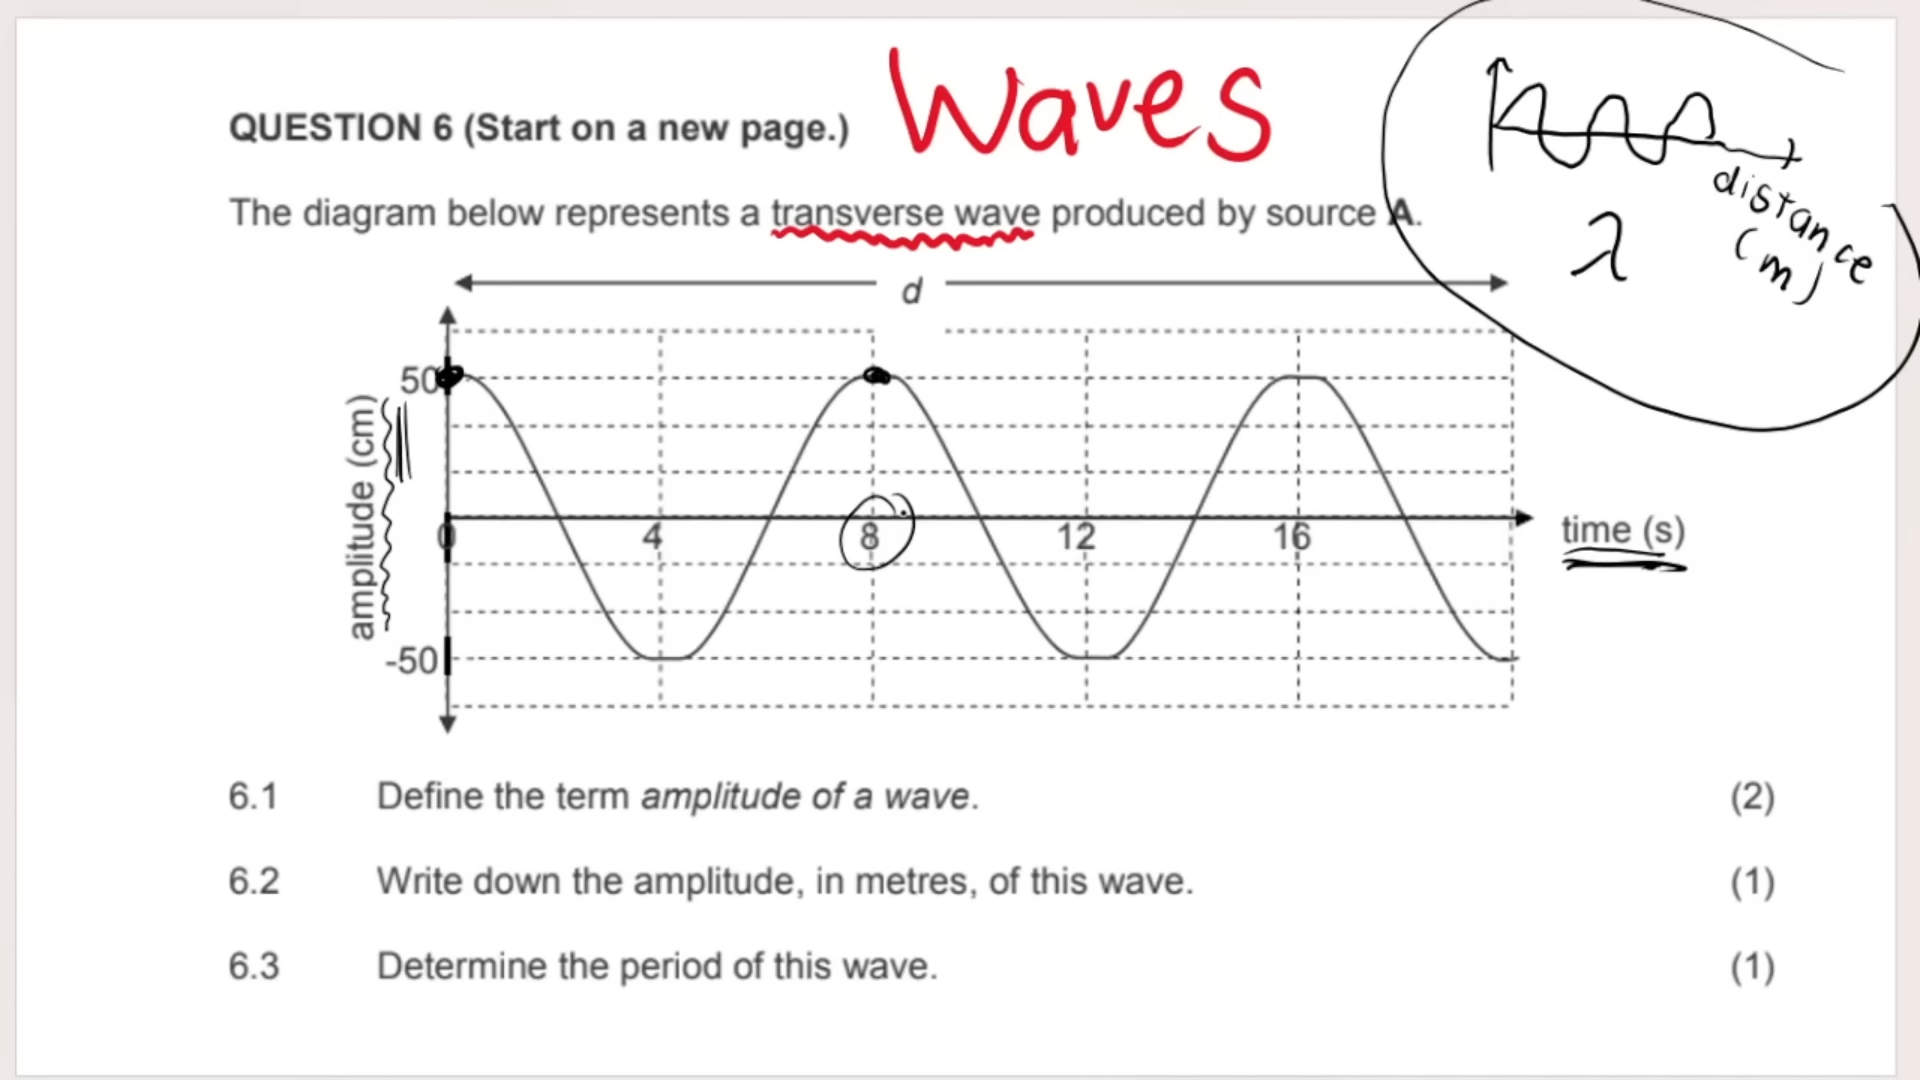 Waves
QUESTION 6 (Start on a new page.)
distance
(m)
λ
The diagram below represents a transverse wave produced by source A.
d
50
amplitude (cm)
0 4 8 12 16 time (s)
-50
6.1 Define the term amplitude of a wave. (2)
6.2 Write down the amplitude, in metres, of this wave. (1)
6.3 Determine the period of this wave. (1)